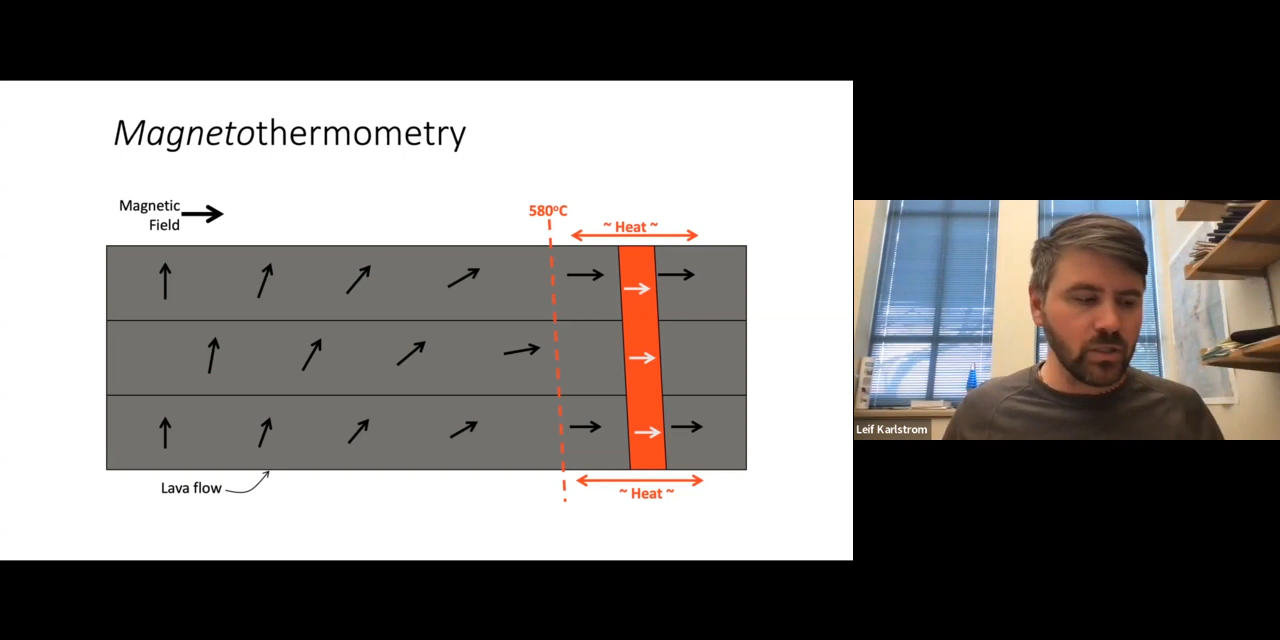 Magnetothermometry
Magnetic
Field
580°C
~ Heat ~
Lava flow
~ Heat ~
Leif Karlstrom